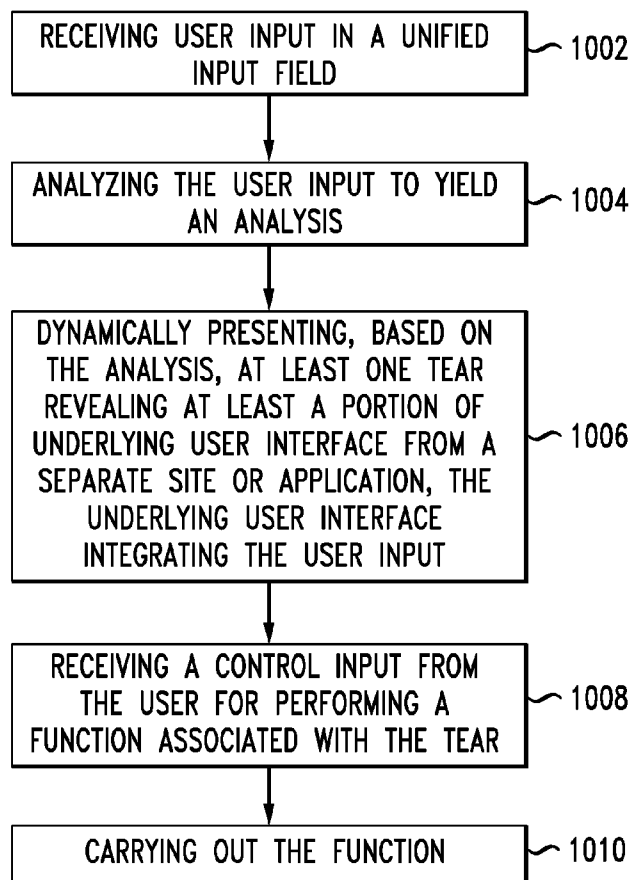 RECEIVING USER INPUT IN A UNIFIED
INPUT FIELD
1002
ANALYZING THE USER INPUT TO YIELD
AN ANALYSIS
1004
DYNAMICALLY PRESENTING, BASED ON
THE ANALYSIS, AT LEAST ONE TEAR
REVEALING AT LEAST A PORTION OF
UNDERLYING USER INTERFACE FROM A
SEPARATE SITE OR APPLICATION, THE
UNDERLYING USER INTERFACE
INTEGRATING THE USER INPUT
1006
RECEIVING A CONTROL INPUT FROM
THE USER FOR PERFORMING A
FUNCTION ASSOCIATED WITH THE TEAR
1008
CARRYING OUT THE FUNCTION
1010